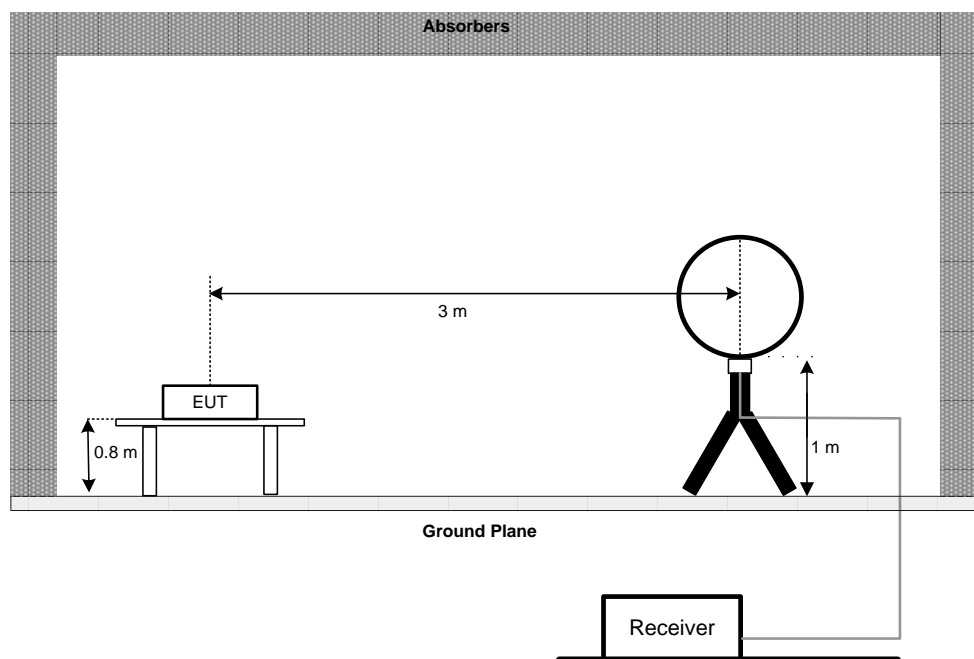 Absorbers
3 m
EUT
0.8 m
1 m
Ground Plane
Receiver